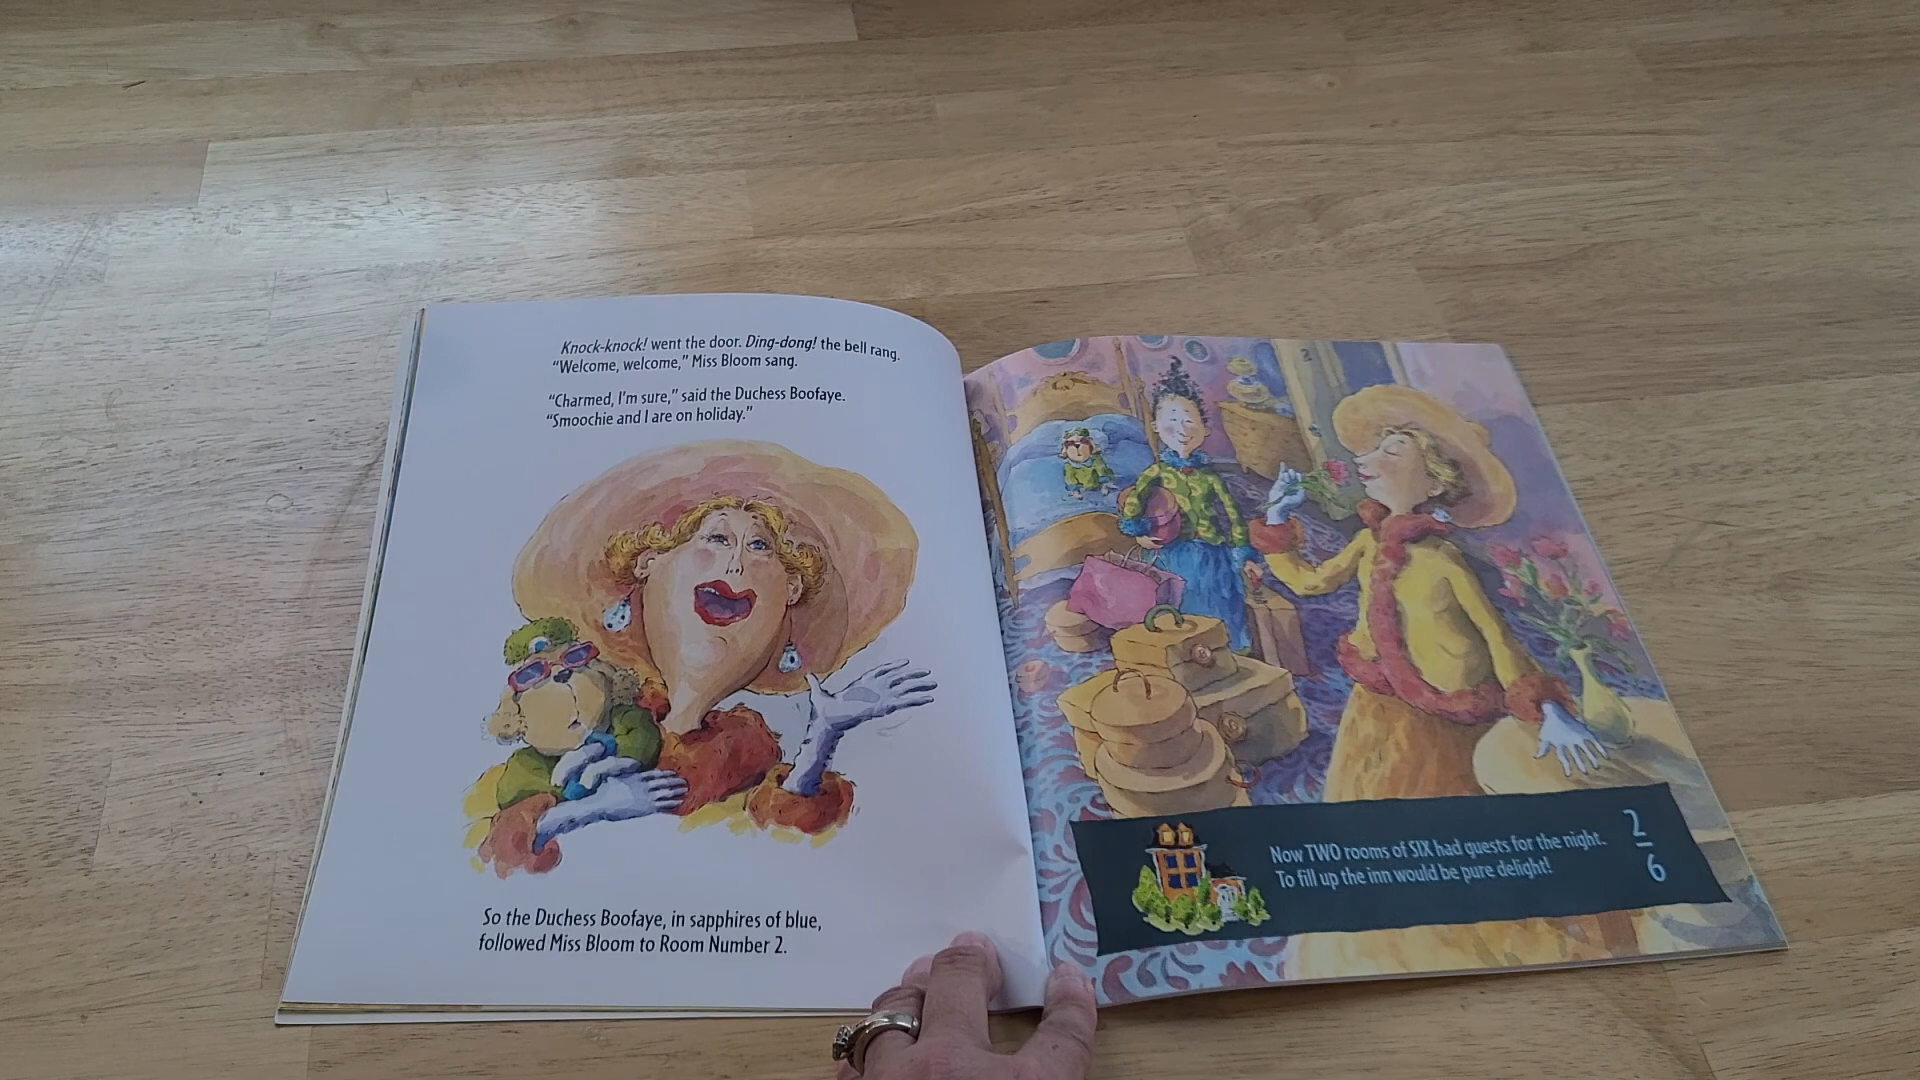 Knock-knock! went the door. Ding-dong! the bell rang.
“Welcome, welcome,” Miss Bloom sang.
“Charmed, I’m sure,” said the Duchess Boofaye.
“Smoochie and I are on holiday.”
So the Duchess Boofaye, in sapphires of blue,
followed Miss Bloom to Room Number 2.
2
Now TWO rooms of SIX had guests for the night.
To fill up the inn would be pure delight!
2
6